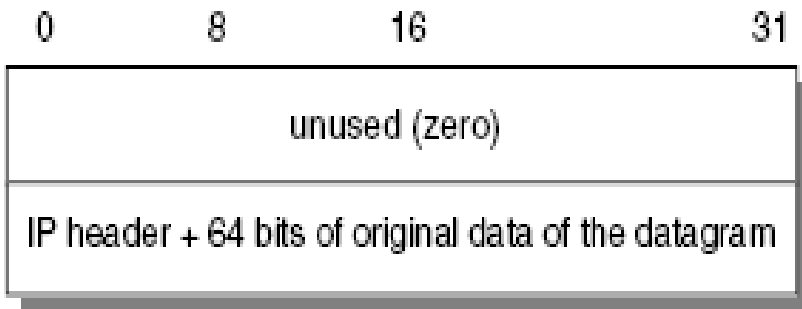 0 8 16 31
unused (zero)
IP header + 64 bits of original data of the datagram